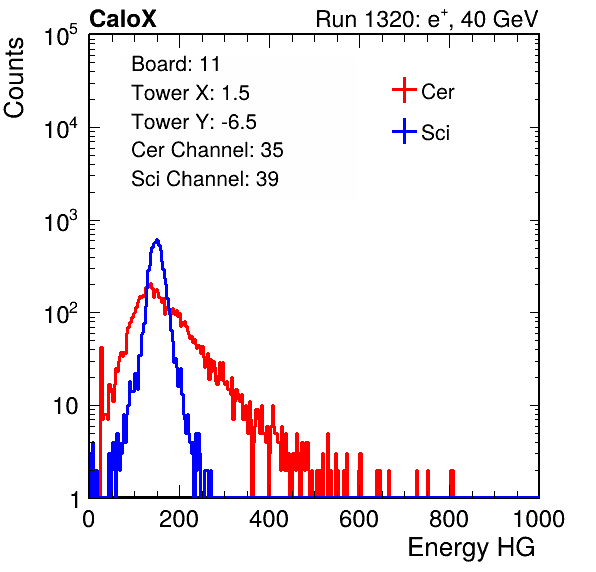 CaloX Run 1320: e⁺, 40 GeV
Counts
Board: 11
Tower X: 1.5
Tower Y: -6.5
Cer Channel: 35
Sci Channel: 39
Cer
Sci
10⁵
10⁴
10³
10²
10
1
0 200 400 600 800 1000
Energy HG